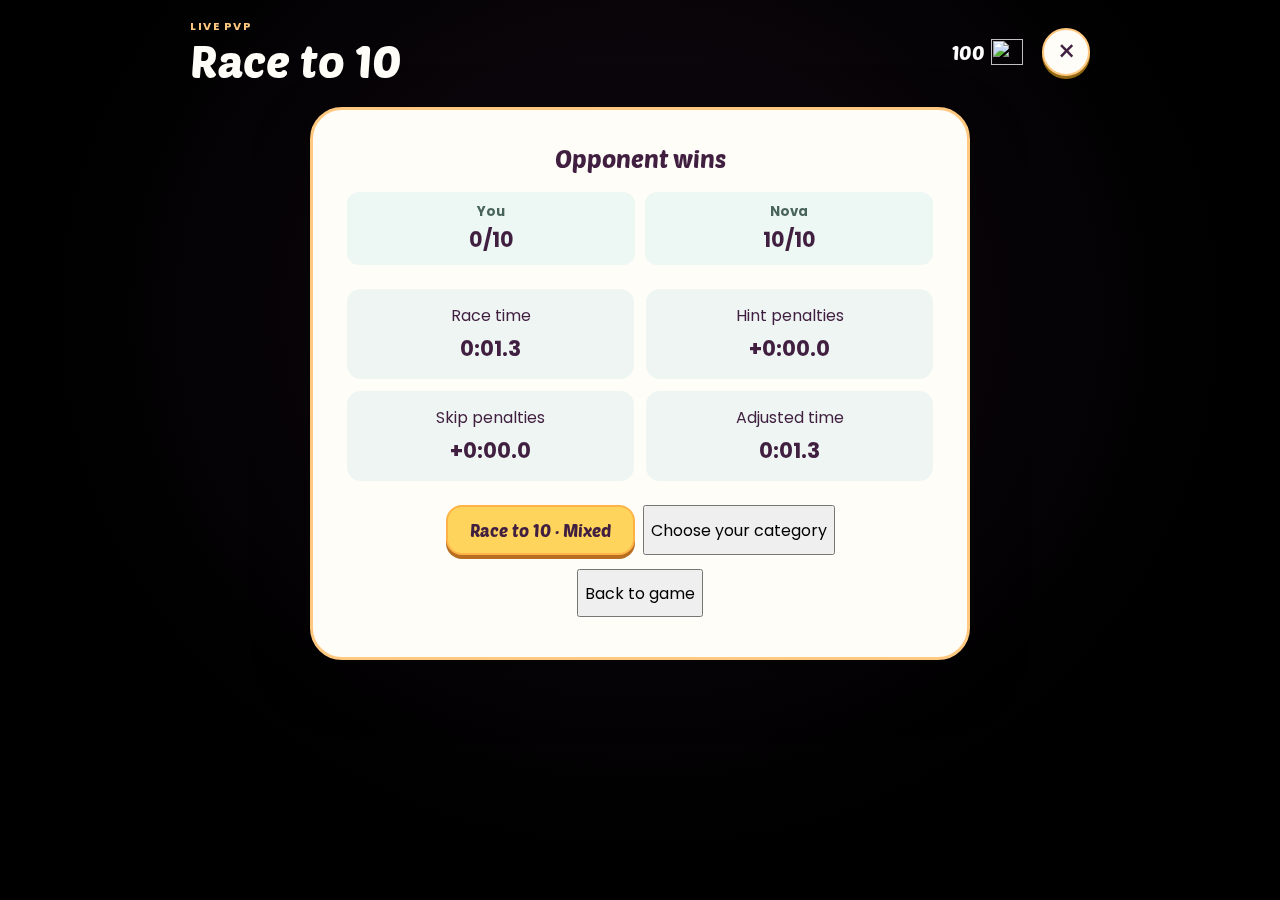 LIVE PVP
Race to 10
100
×
Opponent wins
You
0/10
Nova
10/10
Race time
0:01.3
Hint penalties
+0:00.0
Skip penalties
+0:00.0
Adjusted time
0:01.3
Race to 10 · Mixed
Choose your category
Back to game